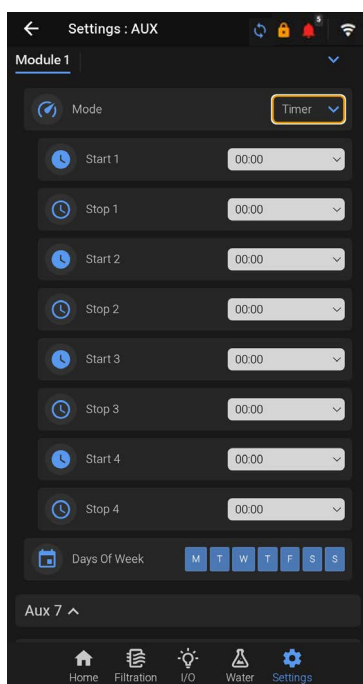 Settings : AUX
5
Module 1
Mode Timer
Start 1 00:00
Stop 1 00:00
Start 2 00:00
Stop 2 00:00
Start 3 00:00
Stop 3 00:00
Start 4 00:00
Stop 4 00:00
Days Of Week M T W T F S S
Aux 7
Home Filtration I/O Water Settings